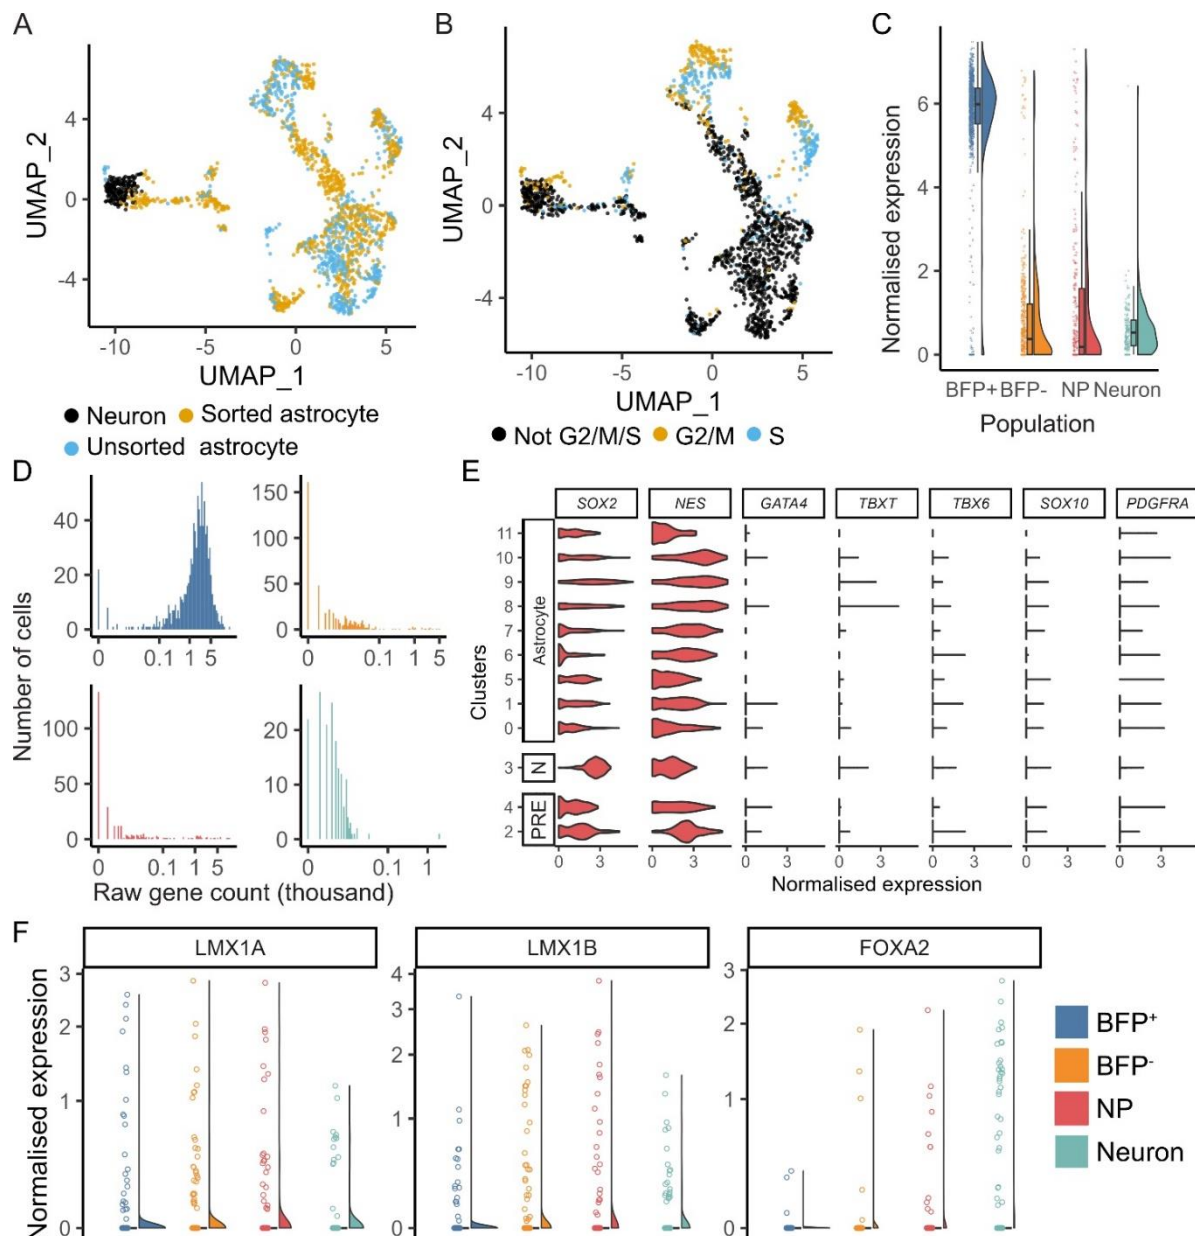 A
B
C
UMAP_2
4
0
-4
-10
-5
0
5
UMAP_1
Neuron
Sorted astrocyte
Unsorted astrocyte
UMAP_2
4
0
-4
-10
-5
0
5
UMAP_1
Not G2/M/S
G2/M
S
Normalised expression
6
4
2
0
BFP+
BFP-
NP
Neuron
Population
D
Number of cells
40
20
0
0
0.1
1
5
150
100
50
0
0
0.1
1
5
100
50
0
0
0.1
1
5
20
10
0
0
0.1
1
Raw gene count (thousand)
E
SOX2
NES
GATA4
TBXT
TBX6
SOX10
PDGFRA
Clusters
Astrocyte
11
10
9
8
7
6
5
1
0
N
3
PRE
4
2
0 3
0 3
0 3
0 3
0 3
0 3
0 3
Normalised expression
F
LMX1A
LMX1B
FOXA2
Normalised expression
3
2
1
0
4
3
2
1
0
3
2
1
0
BFP⁺
BFP⁻
NP
Neuron